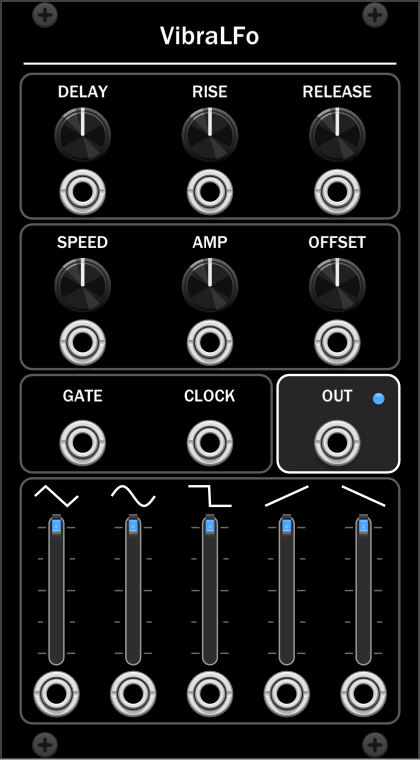 VibraLFo
DELAY RISE RELEASE
SPEED AMP OFFSET
GATE CLOCK OUT